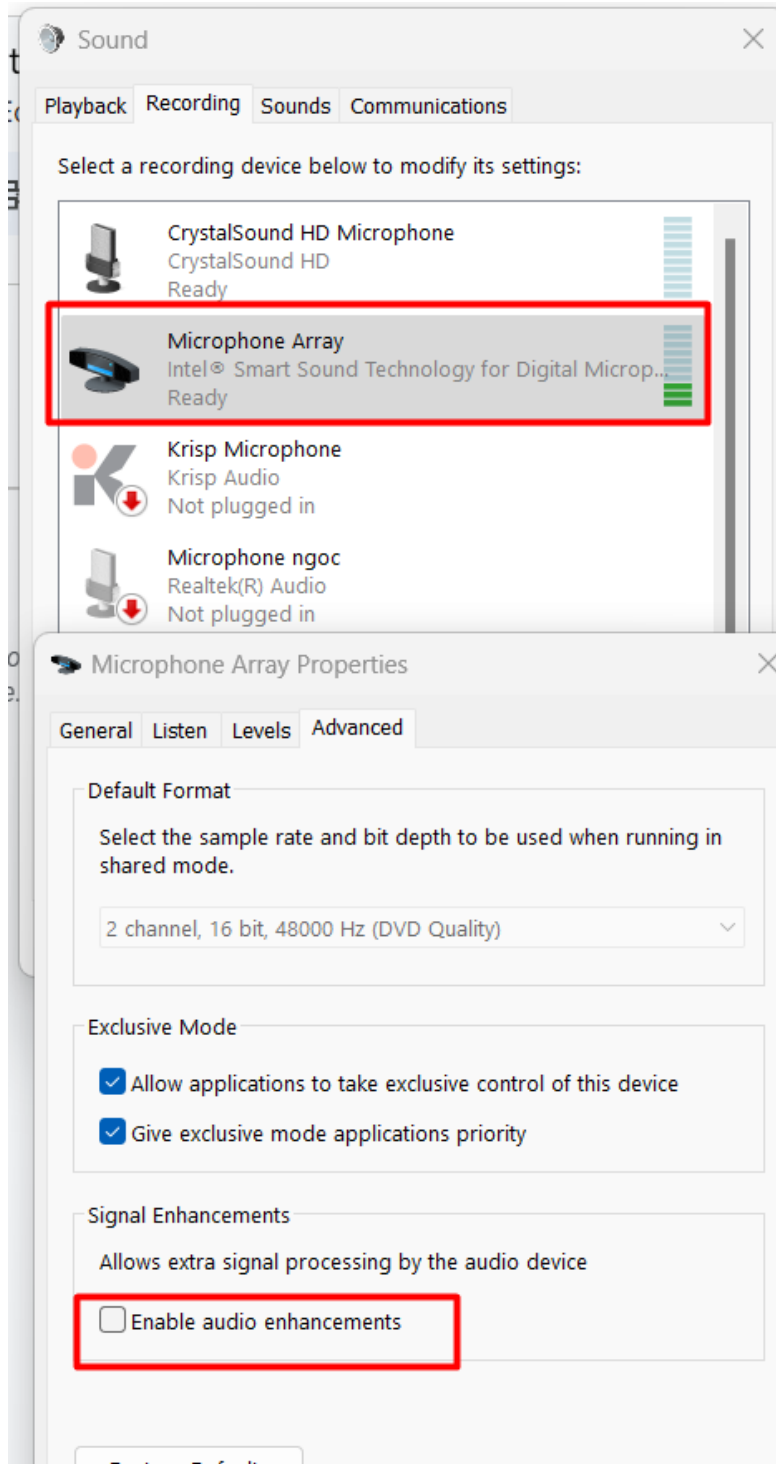 Sound
Playback Recording Sounds Communications
Select a recording device below to modify its settings:
CrystalSound HD Microphone
CrystalSound HD
Ready
Microphone Array
Intel® Smart Sound Technology for Digital Microp...
Ready
Krisp Microphone
Krisp Audio
Not plugged in
Microphone ngoc
Realtek(R) Audio
Not plugged in
Microphone Array Properties
General Listen Levels Advanced
Default Format
Select the sample rate and bit depth to be used when running in
shared mode.
2 channel, 16 bit, 48000 Hz (DVD Quality)
Exclusive Mode
Allow applications to take exclusive control of this device
Give exclusive mode applications priority
Signal Enhancements
Allows extra signal processing by the audio device
Enable audio enhancements